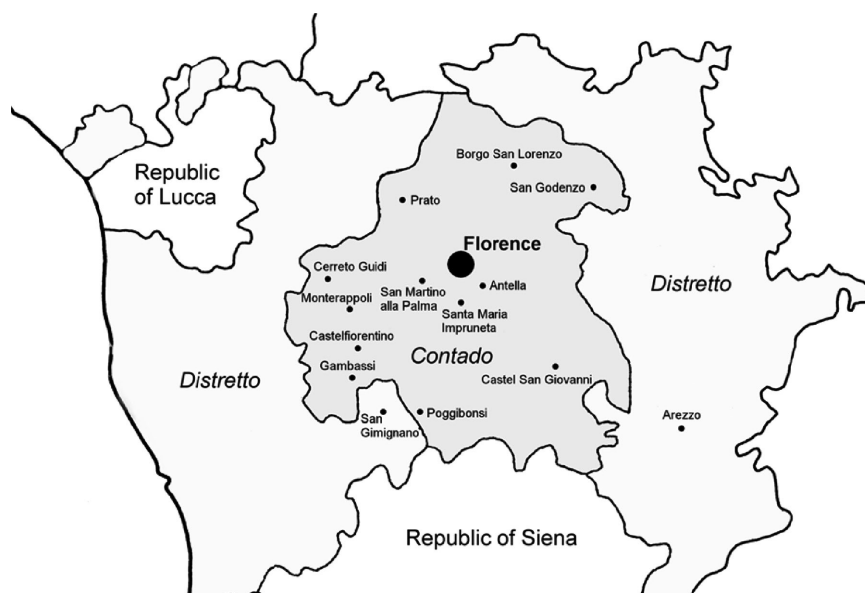 Borgo San Lorenzo
Republic
of Lucca
San Godenzo
Prato
Florence
Cerreto Guidi
Distretto
Antella
San Martino
alla Palma
Monterappoli
Santa Maria
Impruneta
Castelfiorentino
Contado
Gambassi
Castel San Giovanni
Distretto
San
Gimignano
Poggibonsi
Arezzo
Republic of Siena